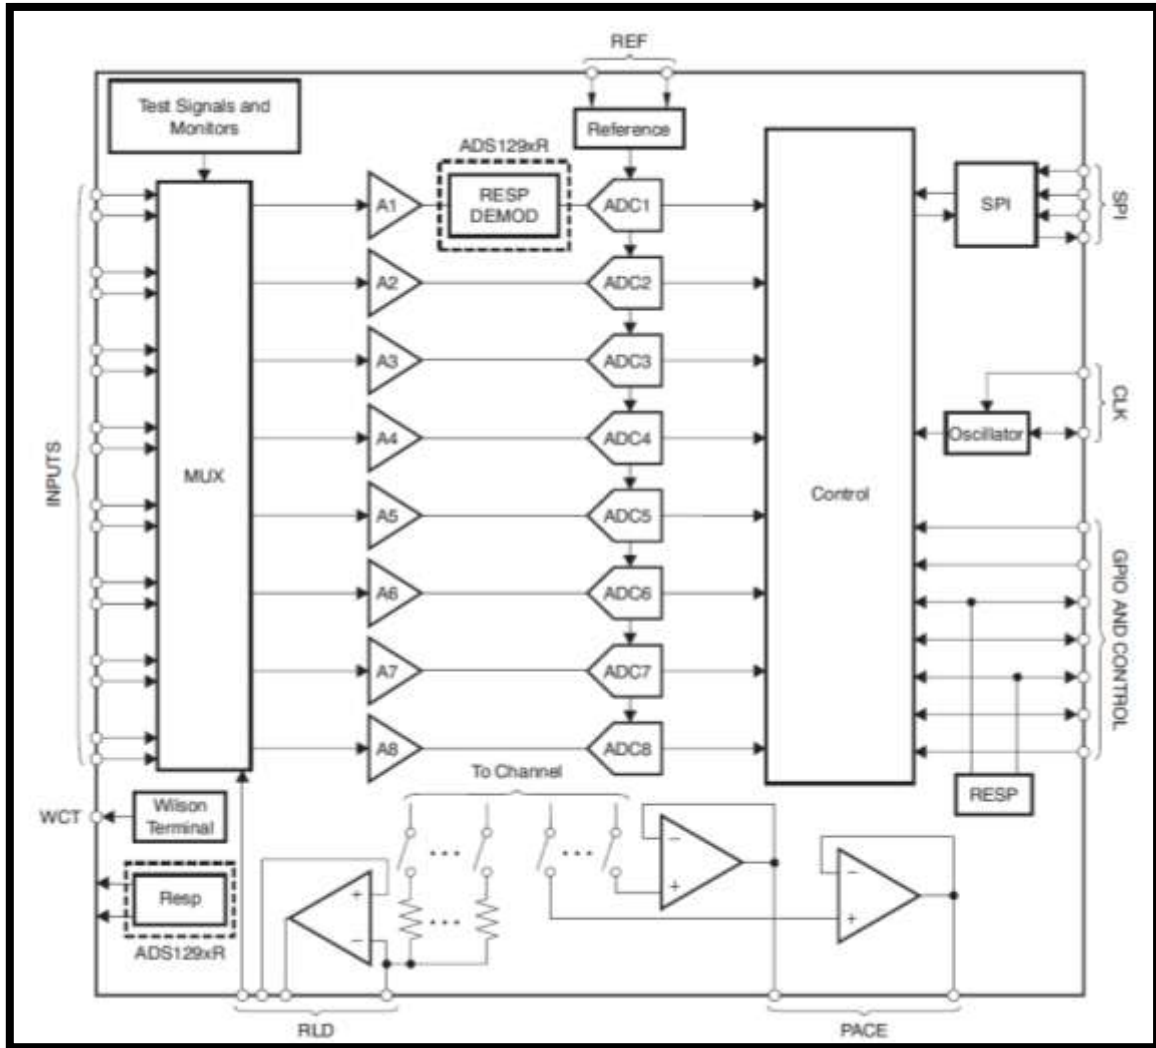 REF
Test Signals and
Monitors
Reference
ADS129xR
RESP
DEMOD
A1
ADC1
SPI
SPI
A2
ADC2
A3
ADC3
CLK
Oscillator
A4
ADC4
INPUTS
MUX
Control
A5
ADC5
A6
ADC6
GPIO AND CONTROL
A7
ADC7
A8
ADC8
To Channel
RESP
WCT
Wilson
Terminal
Resp
ADS129xR
RLD
PACE